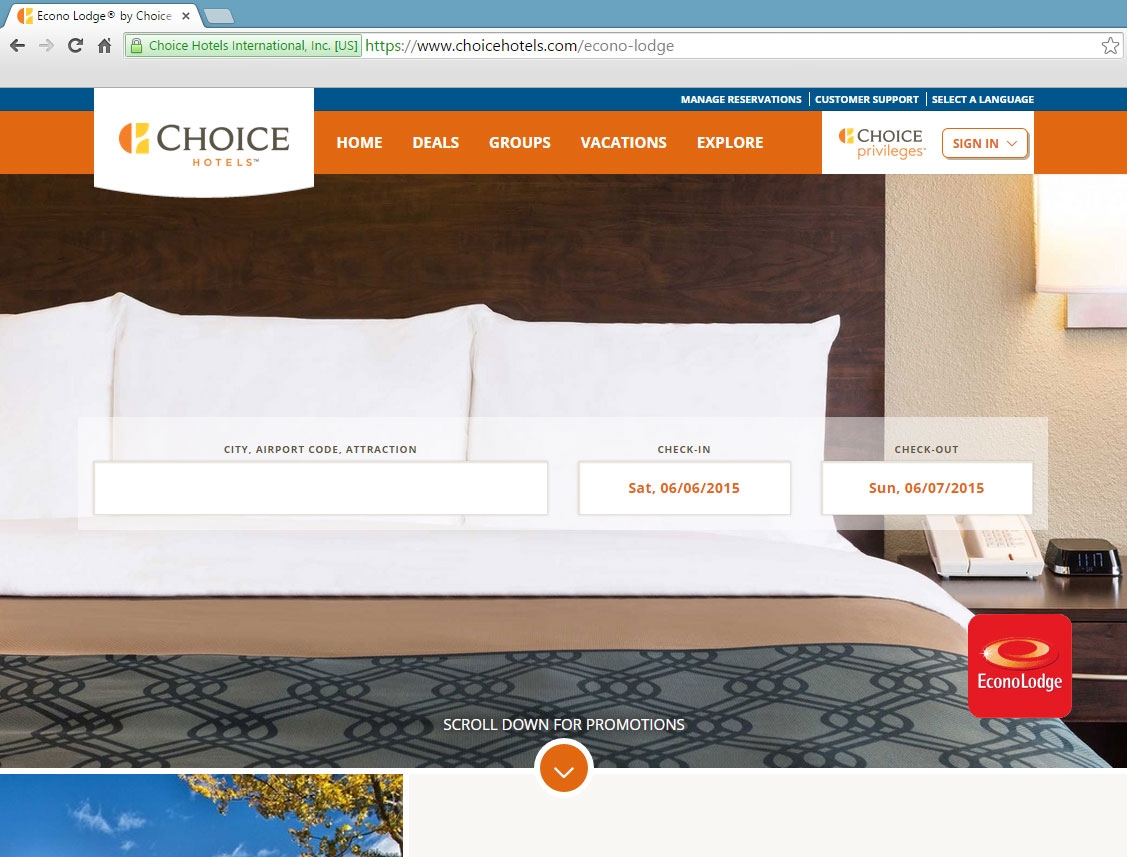 Econo Lodge® by Choice
Choice Hotels International, Inc. [US] https://www.choicehotels.com/econo-lodge
MANAGE RESERVATIONS CUSTOMER SUPPORT SELECT A LANGUAGE
CHOICE
HOTELS™
HOME DEALS GROUPS VACATIONS EXPLORE
CHOICE
privileges
SIGN IN
CITY, AIRPORT CODE, ATTRACTION CHECK-IN CHECK-OUT
Sat, 06/06/2015 Sun, 06/07/2015
EconoLodge
SCROLL DOWN FOR PROMOTIONS